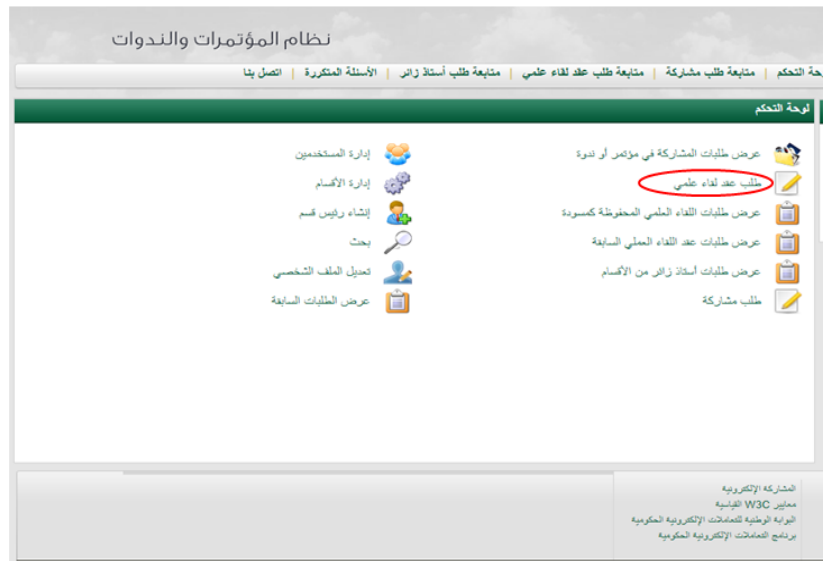 نظام المؤتمرات والندوات
حة التحكم | متابعة طلب مشاركة | متابعة طلب عقد لقاء علمي | متابعة طلب أستاذ زائر | الأسئلة المتكررة | اتصل بنا
لوحة التحكم
عرض طلبات المشاركة في مؤتمر أو ندوة
طلب عقد لقاء علمي
عرض طلبات اللقاء العلمي المحفوظة كمسودة
عرض طلبات عقد اللقاء العملي السابقة
عرض طلبات أستاذ زائر من الأقسام
طلب مشاركة
إدارة المستخدمين
إدارة الأقسام
إنشاء رئيس قسم
بحث
تعديل الملف الشخصي
عرض الطلبات السابقة
المشاركة الإلكترونية
معايير W3C القياسية
البوابة الوطنية للتعاملات الإلكترونية الحكومية
برنامج التعاملات الإلكترونية الحكومية